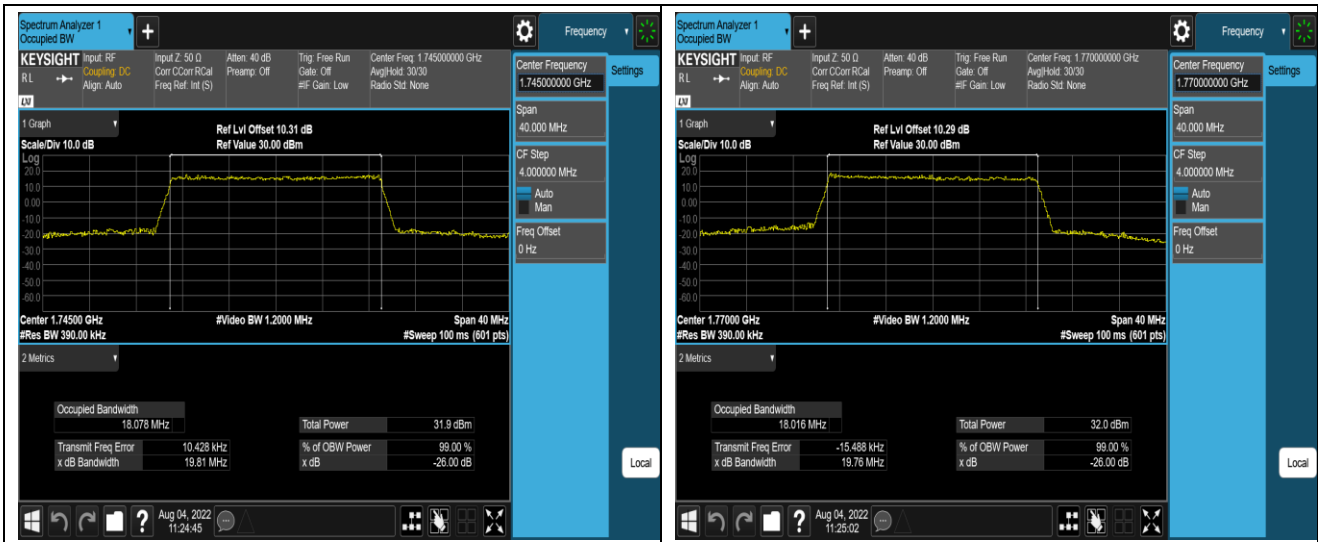 Spectrum Analyzer 1
Occupied BW
+
Frequency
KEYSIGHT Input: RF
RL
Coupling: DC
Align: Auto
Input Z: 50 Ω
Corr CCorr RCal
Freq Ref: Int (S)
Atten: 40 dB
Preamp: Off
Trig: Free Run
Gate: Off
#IF Gain: Low
Center Freq: 1.745000000 GHz
Avg|Hold: 30/30
Radio Std: None
LXI
Center Frequency
1.745000000 GHz
Settings
Span
40.000 MHz
CF Step
4.000000 MHz
Auto
Man
Freq Offset
0 Hz
Local
1 Graph
Ref Lvl Offset 10.31 dB
Scale/Div 10.0 dB
Ref Value 30.00 dBm
Log
20.0
10.0
0.00
-10.0
-20.0
-30.0
-40.0
-50.0
-60.0
Center 1.74500 GHz
#Video BW 1.2000 MHz
Span 40 MHz
#Res BW 390.00 kHz
#Sweep 100 ms (601 pts)
2 Metrics
Occupied Bandwidth
18.078 MHz
Total Power 31.9 dBm
Transmit Freq Error 10.428 kHz
% of OBW Power 99.00 %
x dB Bandwidth 19.81 MHz
x dB -26.00 dB
?
Aug 04, 2022
11:24:45
Spectrum Analyzer 1
Occupied BW
+
Frequency
KEYSIGHT Input: RF
RL
Coupling: DC
Align: Auto
Input Z: 50 Ω
Corr CCorr RCal
Freq Ref: Int (S)
Atten: 40 dB
Preamp: Off
Trig: Free Run
Gate: Off
#IF Gain: Low
Center Freq: 1.770000000 GHz
Avg|Hold: 30/30
Radio Std: None
LXI
Center Frequency
1.770000000 GHz
Settings
Span
40.000 MHz
CF Step
4.000000 MHz
Auto
Man
Freq Offset
0 Hz
Local
1 Graph
Ref Lvl Offset 10.29 dB
Scale/Div 10.0 dB
Ref Value 30.00 dBm
Log
20.0
10.0
0.00
-10.0
-20.0
-30.0
-40.0
-50.0
-60.0
Center 1.77000 GHz
#Video BW 1.2000 MHz
Span 40 MHz
#Res BW 390.00 kHz
#Sweep 100 ms (601 pts)
2 Metrics
Occupied Bandwidth
18.016 MHz
Total Power 32.0 dBm
Transmit Freq Error -15.488 kHz
% of OBW Power 99.00 %
x dB Bandwidth 19.76 MHz
x dB -26.00 dB
?
Aug 04, 2022
11:25:02